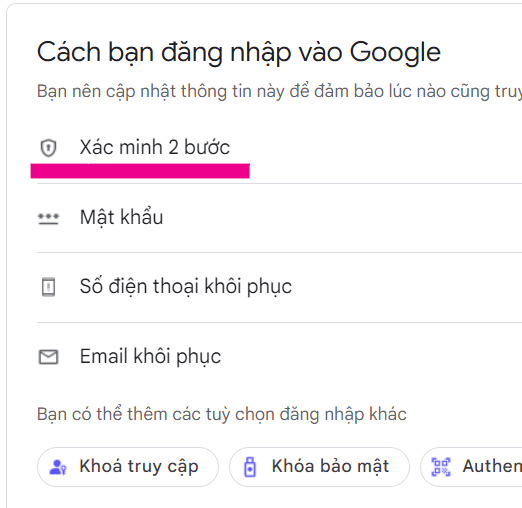 Cách bạn đăng nhập vào Google
Bạn nên cập nhật thông tin này để đảm bảo lúc nào cũng truy
Xác minh 2 bước
Mật khẩu
Số điện thoại khôi phục
Email khôi phục
Bạn có thể thêm các tuỳ chọn đăng nhập khác
Khoá truy cập
Khóa bảo mật
Authen